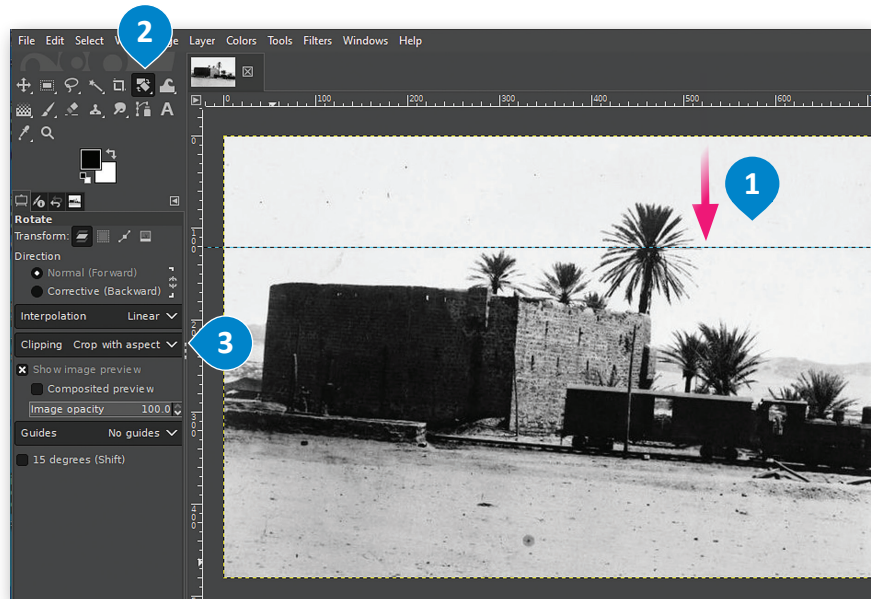 2
File Edit Select ge Layer Colors Tools Filters Windows Help
0 100 200 300 400 500 600
1
Rotate
Transform:
Direction
Normal (Forward)
Corrective (Backward)
Interpolation Linear
Clipping Crop with aspect
3
Show image preview
Composited preview
Image opacity 100.0
Guides No guides
15 degrees (Shift)